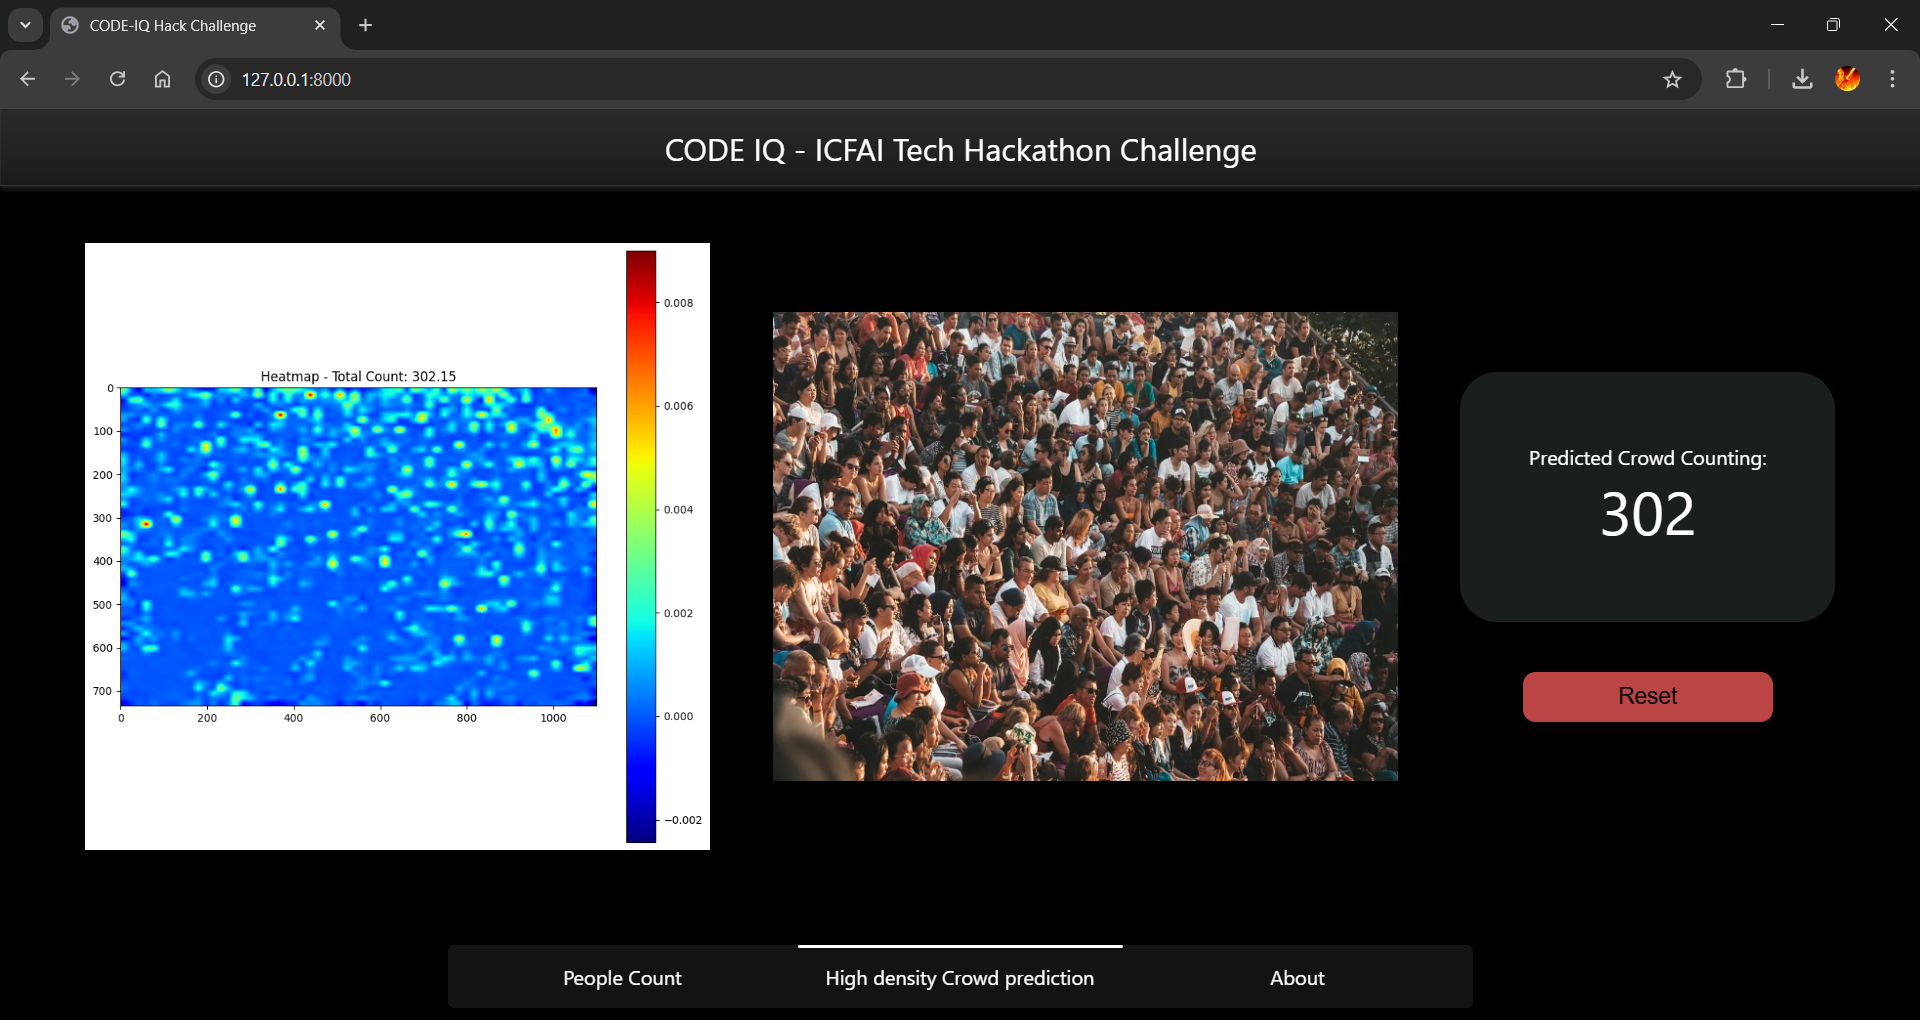 CODE-IQ Hack Challenge
127.0.0.1:8000
CODE IQ - ICFAI Tech Hackathon Challenge
Heatmap - Total Count: 302.15
0
100
200
300
400
500
600
700
0 200 400 600 800 1000
0.008
0.006
0.004
0.002
0.000
−0.002
Predicted Crowd Counting:
302
Reset
People Count
High density Crowd prediction
About